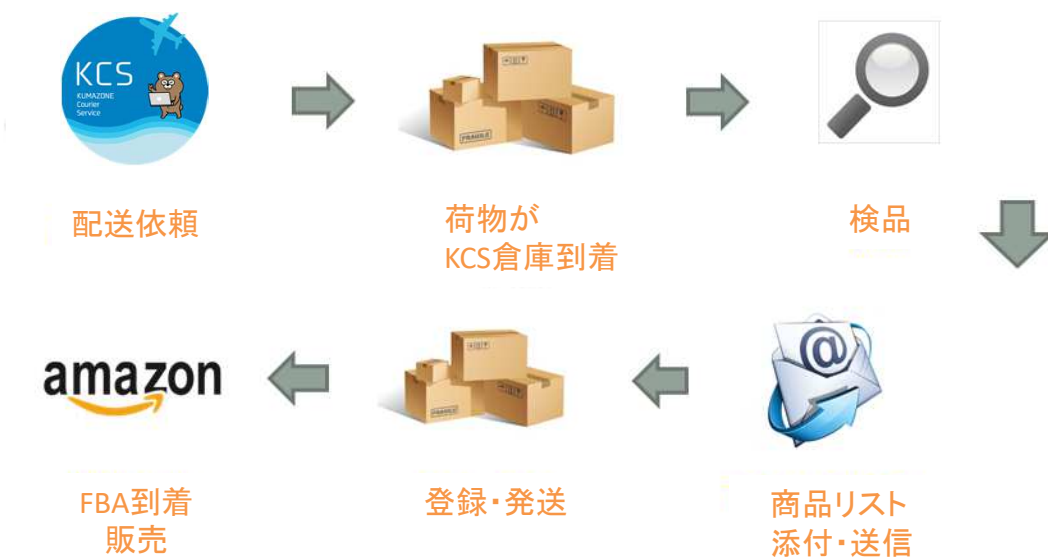 KCS
KUMAZONE
Courier
Service
配送依頼
荷物が
KCS倉庫到着
FRAGILE
検品
amazon
FBA到着
販売
登録・発送
@
商品リスト
添付・送信